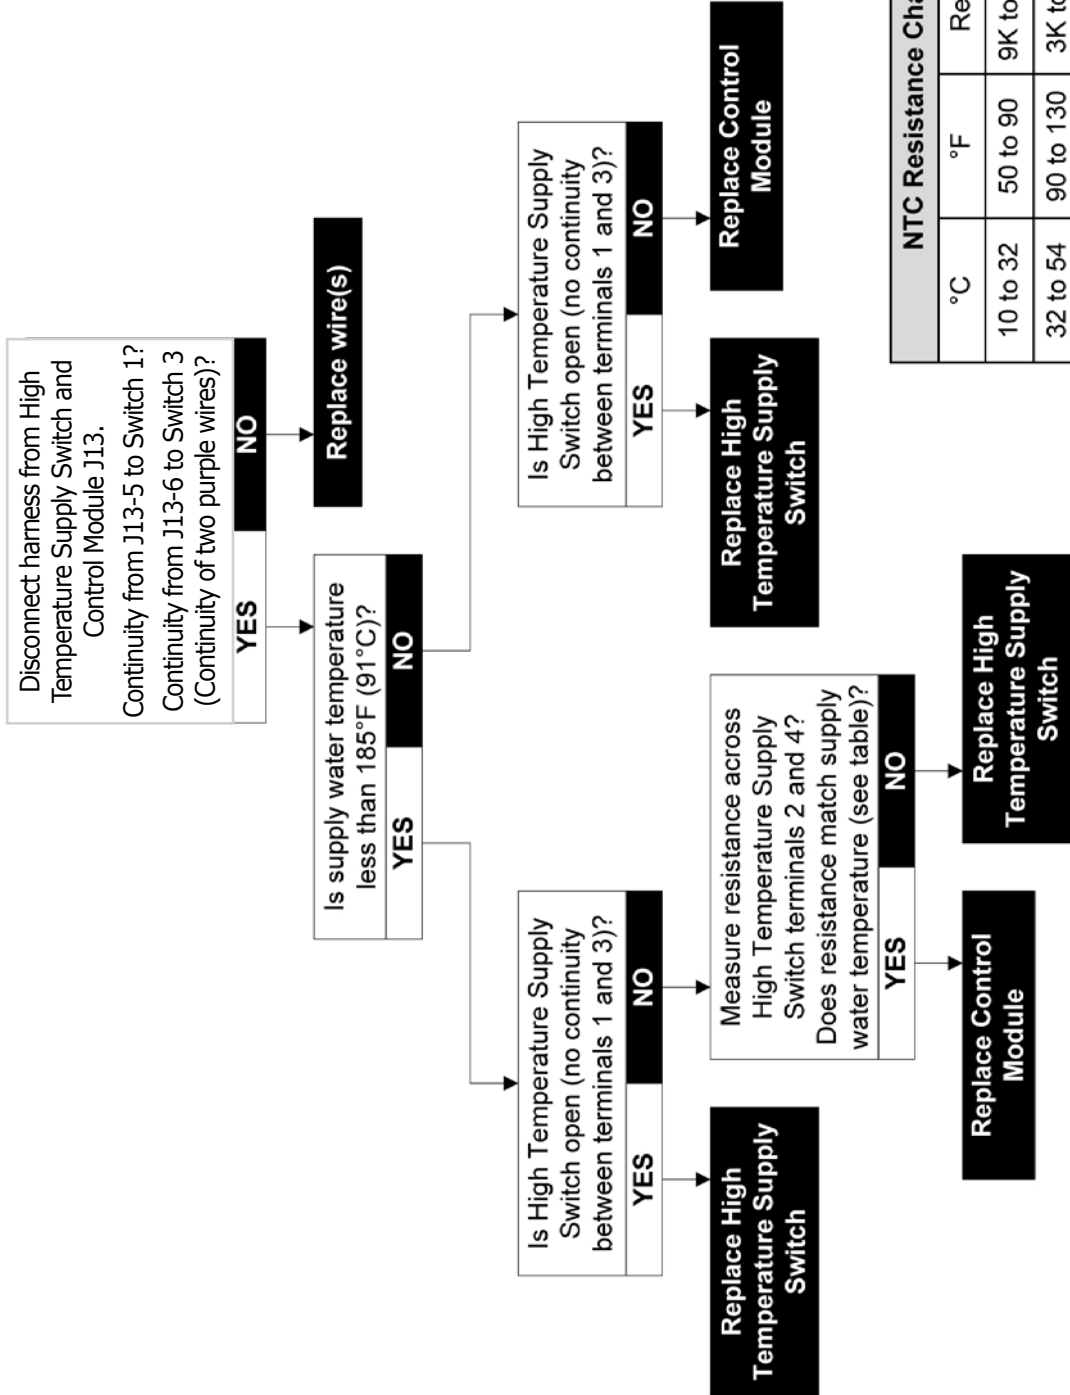 Disconnect harness from High
Temperature Supply Switch and
Control Module J13.
Continuity from J13-5 to Switch 1?
Continuity from J13-6 to Switch 3
(Continuity of two purple wires)?
YES
NO
Replace wire(s)
Is supply water temperature
less than 185°F (91°C)?
YES
NO
Is High Temperature Supply
Switch open (no continuity
between terminals 1 and 3)?
YES
NO
Is High Temperature Supply
Switch open (no continuity
between terminals 1 and 3)?
YES
NO
Replace High
Temperature Supply
Switch
Measure resistance across
High Temperature Supply
Switch terminals 2 and 4?
Does resistance match supply
water temperature (see table)?
YES
NO
Replace High
Temperature Supply
Switch
Replace Control
Module
Replace Control
Module
Replace High
Temperature Supply
Switch
NTC Resistance Cha
°C °F Re
10 to 32 50 to 90 9K to
32 to 54 90 to 130 3K to